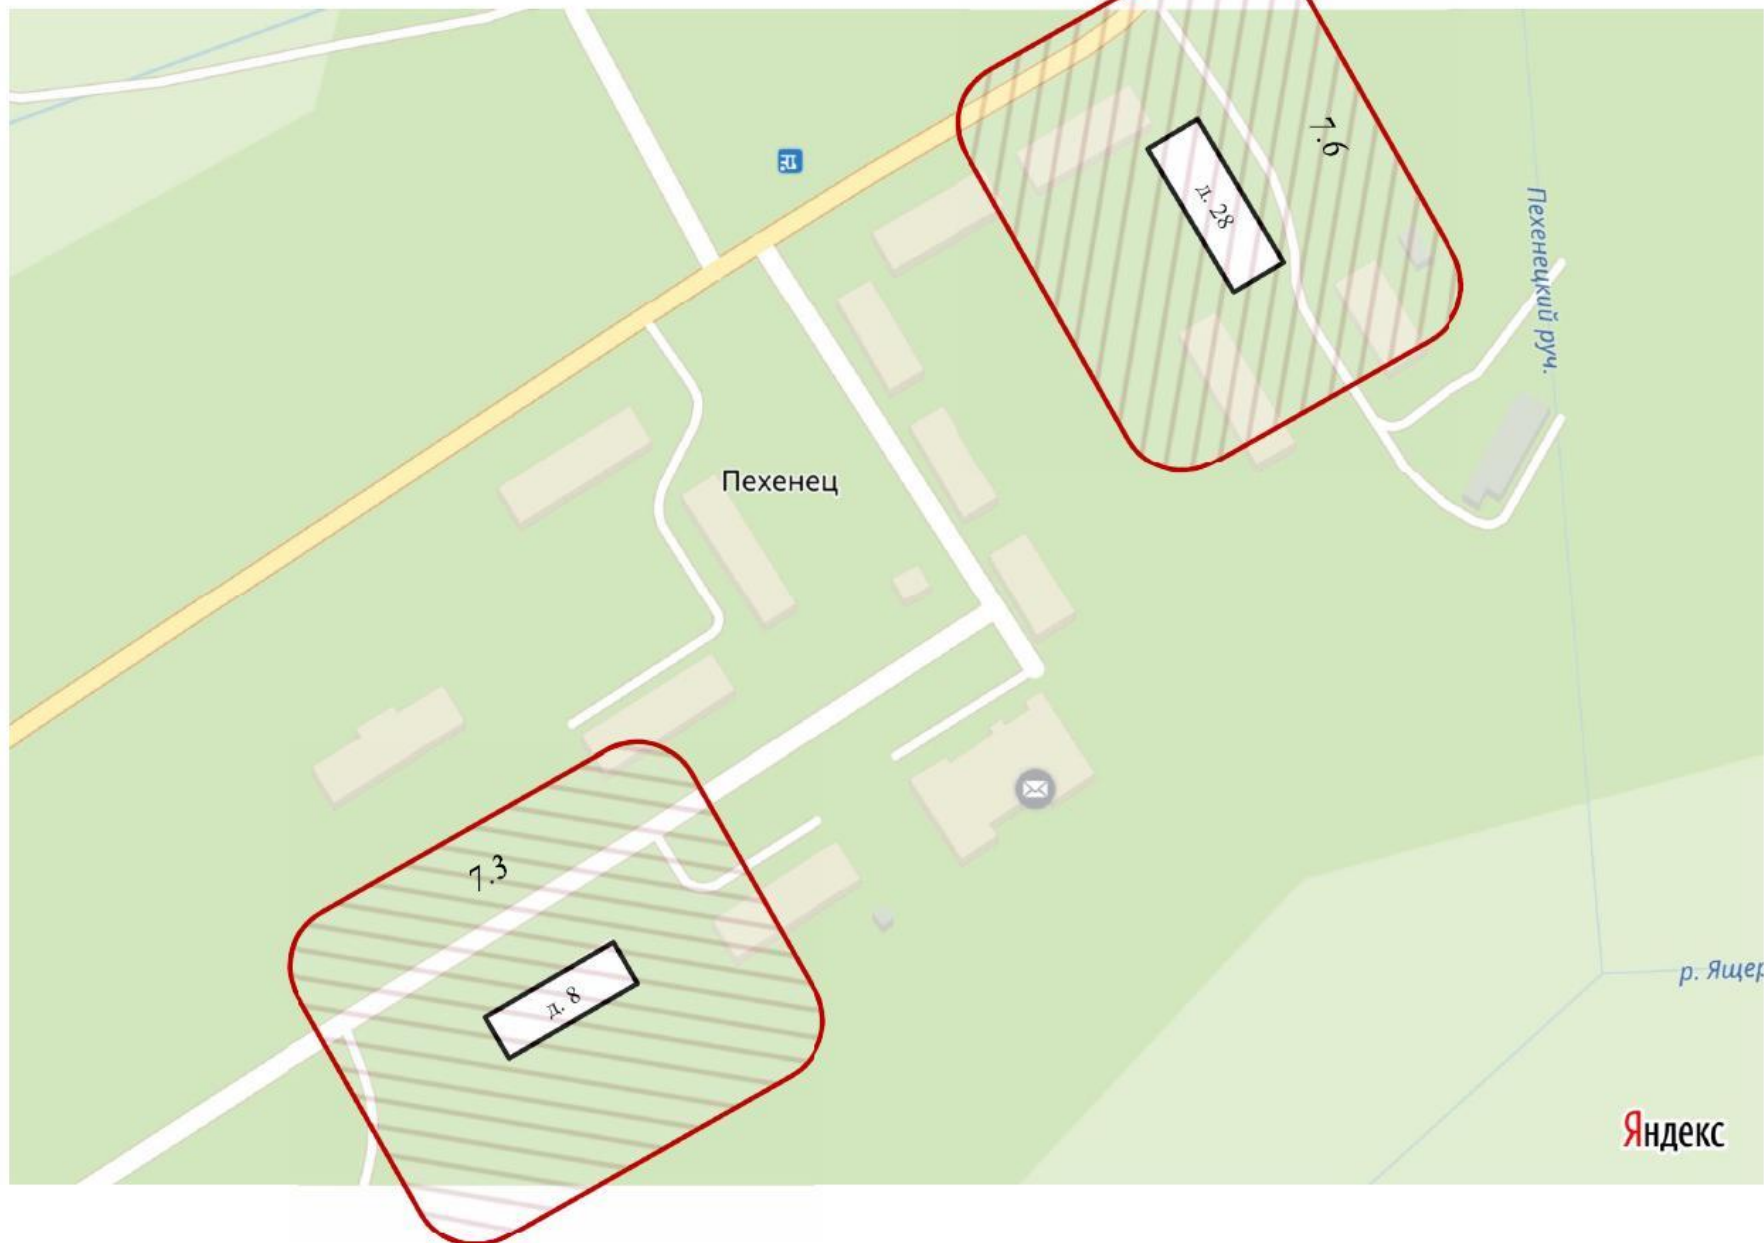 7.6
д. 28
Пехенецкий руч.
Пехенец
7.3
д. 8
р. Ящер
Яндекс